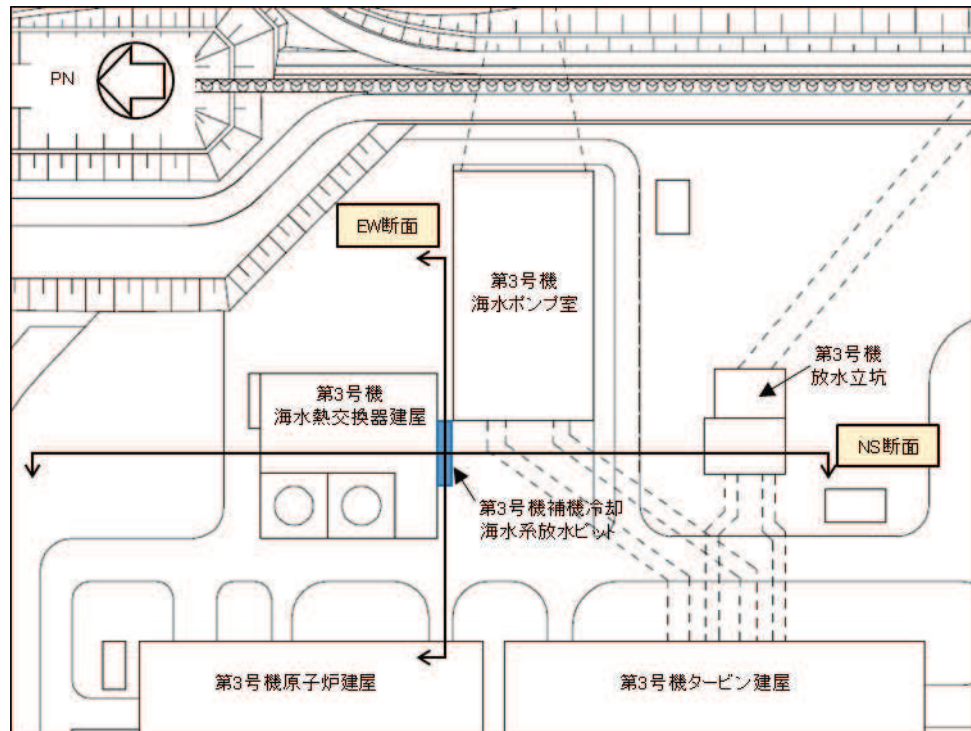 PN
EW断面
第3号機
海水ポンプ室
第3号機
放水立坑
第3号機
海水熱交換器建屋
NS断面
第3号機補機冷却
海水系放水ピット
第3号機原子炉建屋
第3号機タービン建屋